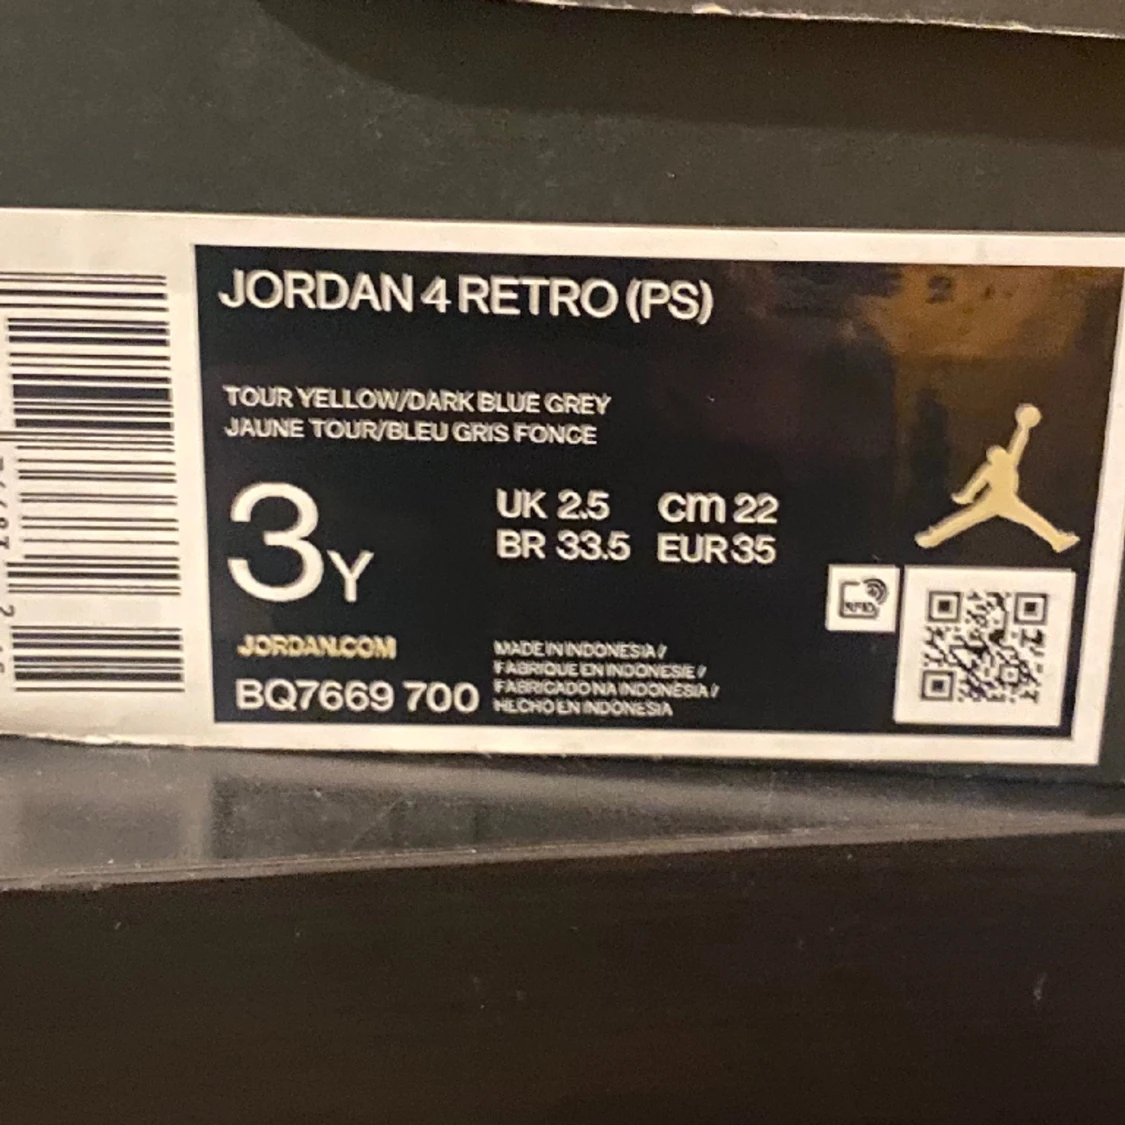 JORDAN 4 RETRO (PS)
TOUR YELLOW/DARK BLUE GREY
JAUNE TOUR/BLEU GRIS FONCE
3Y
UK 2.5 cm 22
BR 33.5 EUR 35
JORDAN.COM
BQ7669 700
MADE IN INDONESIA /
FABRIQUE EN INDONESIE /
FABRICADO NA INDONÉSIA /
HECHO EN INDONESIA
RFID